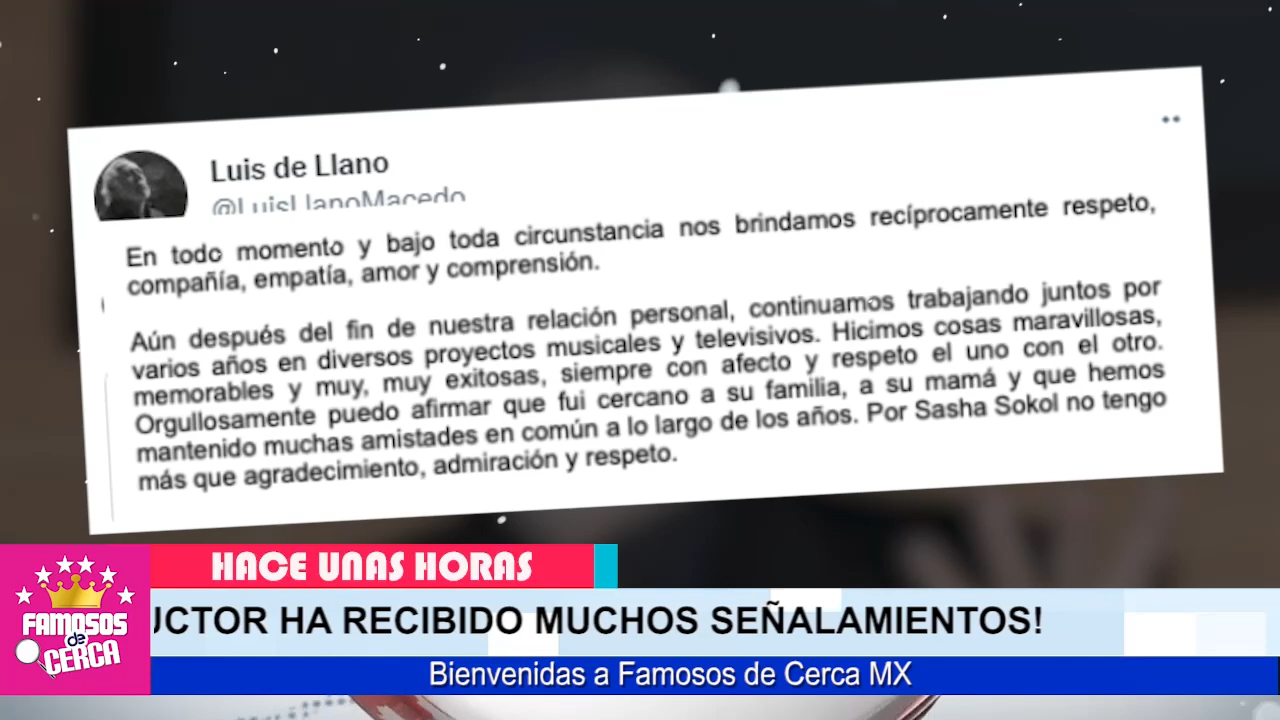 Luis de Llano
@LuisLlanoMacedo
En todo momento y bajo toda circunstancia nos brindamos recíprocamente respeto,
compañía, empatía, amor y comprensión.
Aún después del fin de nuestra relación personal, continuamos trabajando juntos por
varios años en diversos proyectos musicales y televisivos. Hicimos cosas maravillosas,
memorables y muy, muy exitosas, siempre con afecto y respeto el uno con el otro.
Orgullosamente puedo afirmar que fui cercano a su familia, a su mamá y que hemos
mantenido muchas amistades en común a lo largo de los años. Por Sasha Sokol no tengo
más que agradecimiento, admiración y respeto.
HACE UNAS HORAS
UCTOR HA RECIBIDO MUCHOS SEÑALAMIENTOS!
FAMOSOS
de
CERCA
Bienvenidas a Famosos de Cerca MX